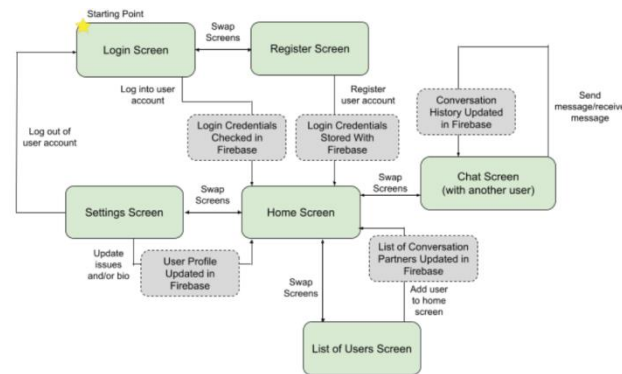 Starting Point
Login Screen
Swap
Screens
Register Screen
Log into user
account
Register
user account
Login Credentials
Checked in
Firebase
Login Credentials
Stored With
Firebase
Conversation
History Updated
in Firebase
Send
message/receive
message
Log out of
user account
Chat Screen
(with another user)
Swap
Screens
Settings Screen
Swap
Screens
Home Screen
Update
issues
and/or bio
User Profile
Updated in
Firebase
List of Conversation
Partners Updated in
Firebase
Swap
Screens
Add user
to home
screen
List of Users Screen